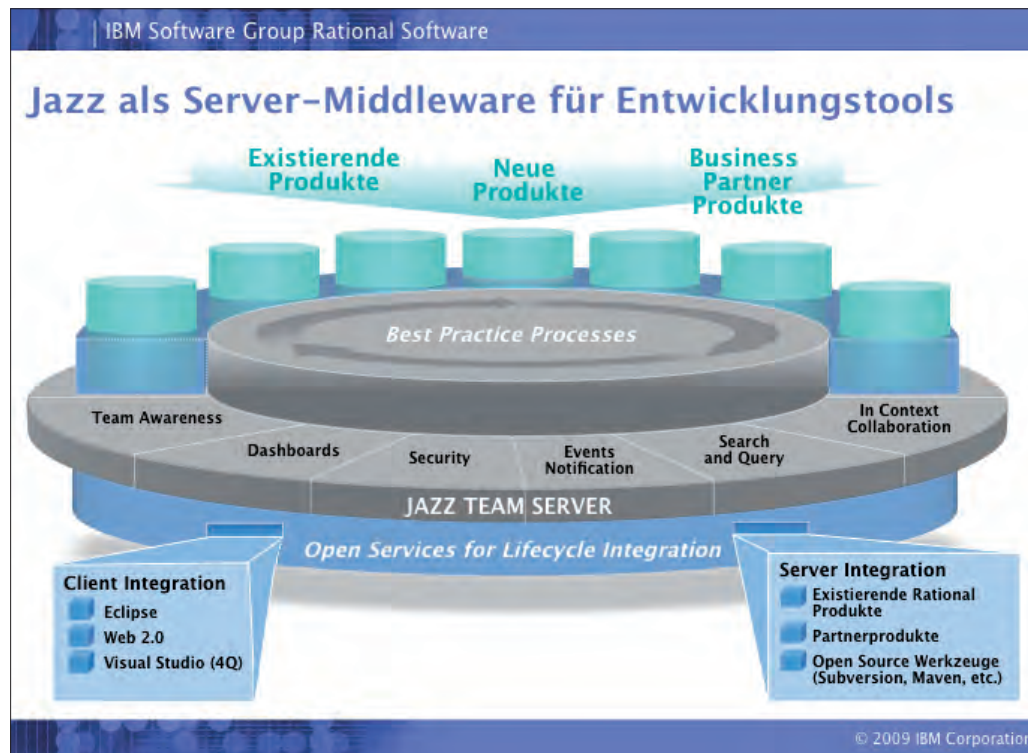 IBM Software Group Rational Software
Jazz als Server-Middleware für Entwicklungstools
Existierende
Produkte
Neue
Produkte
Business
Partner
Produkte
Best Practice Processes
Team Awareness
Dashboards
Security
Events
Notification
Search
and Query
In Context
Collaboration
JAZZ TEAM SERVER
Open Services for Lifecycle Integration
Client Integration
Eclipse
Web 2.0
Visual Studio (4Q)
Server Integration
Existierende Rational
Produkte
Partnerprodukte
Open Source Werkzeuge
(Subversion, Maven, etc.)
© 2009 IBM Corporation